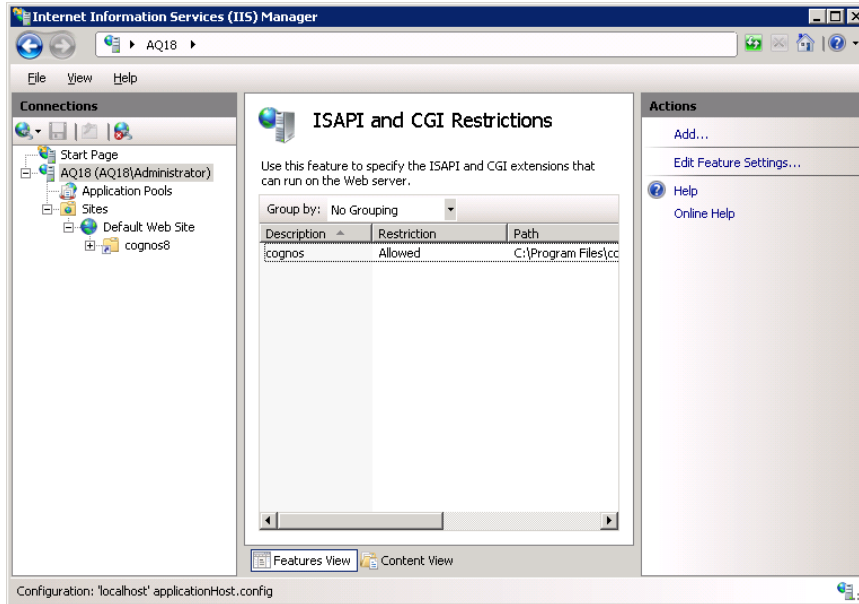 Internet Information Services (IIS) Manager
AQ18
File View Help
Connections
Start Page
AQ18 (AQ18\Administrator)
Application Pools
Sites
Default Web Site
cognos8
ISAPI and CGI Restrictions
Use this feature to specify the ISAPI and CGI extensions that
can run on the Web server.
Group by: No Grouping
Description Restriction Path
cognos Allowed C:\Program Files\cc
Features View Content View
Actions
Add...
Edit Feature Settings...
Help
Online Help
Configuration: 'localhost' applicationHost.config